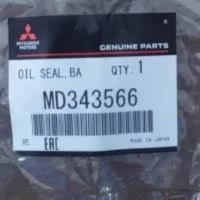 MITSUBISHI
MOTORS
GENUINE PARTS
OIL SEAL,BA QTY. 1
MD343566
EAC
MADE IN JAPAN